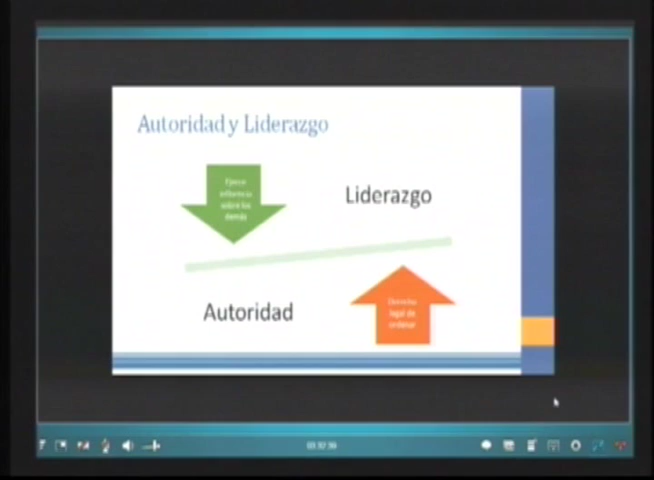 Autoridad y Liderazgo
Ejerce
influencia
sobre los
demás
Liderazgo
Autoridad
Derecho
legal de
ordenar